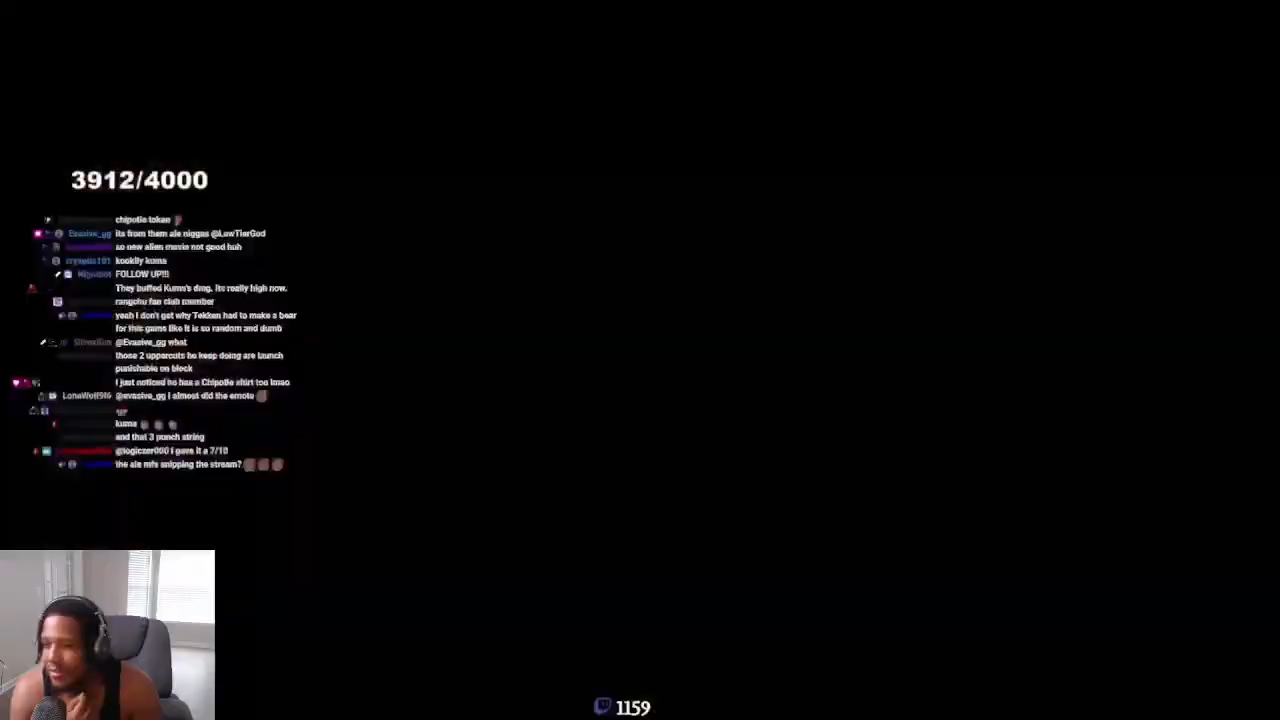 3912/4000
chipotle token
Evasive_gg its from them ale niggas @LowTierGod
so new alien movie not good huh
kookily kuma
FOLLOW UP!!!
They buffed Kuma's dmg. Its really high now.
rangchu fan club member
yeah I don't get why Tekken had to make a bear
for this game like it is so random and dumb
@Evasive_gg what
those 2 uppercuts he keep doing are launch
punishable on block
I just noticed he has a Chipotle shirt too lmao
LoneWolf916 @evasive_gg I almost did the emote
kuma
and that 3 punch string
@logiczer000 I gave it a 7/10
the ale mfs snipping the stream?
1159